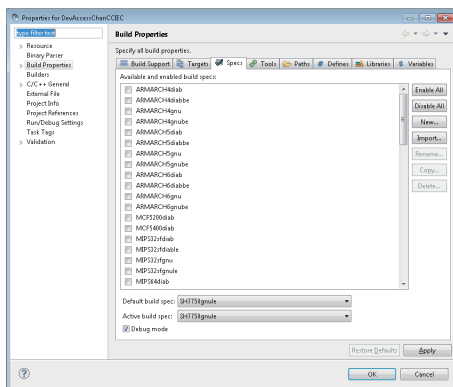 Properties for DevAccessChanCCIEC
type filter text
Resource
Binary Parser
Build Properties
Builders
C/C++ General
External File
Project Info
Project References
Run/Debug Settings
Task Tags
Validation
Build Properties
Specify all build properties.
Build Support Targets Specs Tools Paths # Defines Libraries $ Variables
Available and enabled build specs:
ARMARCH4diab
ARMARCH4diabbe
ARMARCH4gnu
ARMARCH4gnube
ARMARCH5diab
ARMARCH5diabbe
ARMARCH5gnu
ARMARCH5gnube
ARMARCH6diab
ARMARCH6diabbe
ARMARCH6gnu
ARMARCH6gnube
MCF5200diab
MCF5400diab
MIPS32sfdiab
MIPS32sfdiable
MIPS32sfgnu
MIPS32sfgnule
MIPS64diab
Enable All
Disable All
New...
Import...
Rename...
Copy...
Delete...
Default build spec: SH7750gnule
Active build spec: SH7750gnule
Debug mode
Restore Defaults Apply
OK Cancel